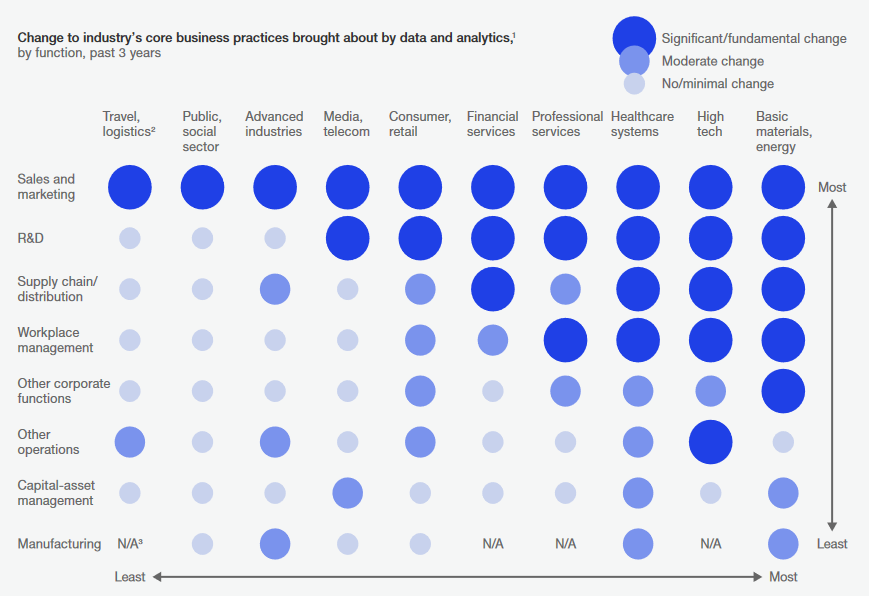 Change to industry's core business practices brought about by data and analytics,¹
by function, past 3 years
Significant/fundamental change
Moderate change
No/minimal change
Travel,
logistics²
Public,
social
sector
Advanced
industries
Media,
telecom
Consumer,
retail
Financial
services
Professional
services
Healthcare
systems
High
tech
Basic
materials,
energy
Sales and
marketing
Most
R&D
Supply chain/
distribution
Workplace
management
Other corporate
functions
Other
operations
Capital-asset
management
Manufacturing
N/A³
N/A
N/A
N/A
Least
Least
Most